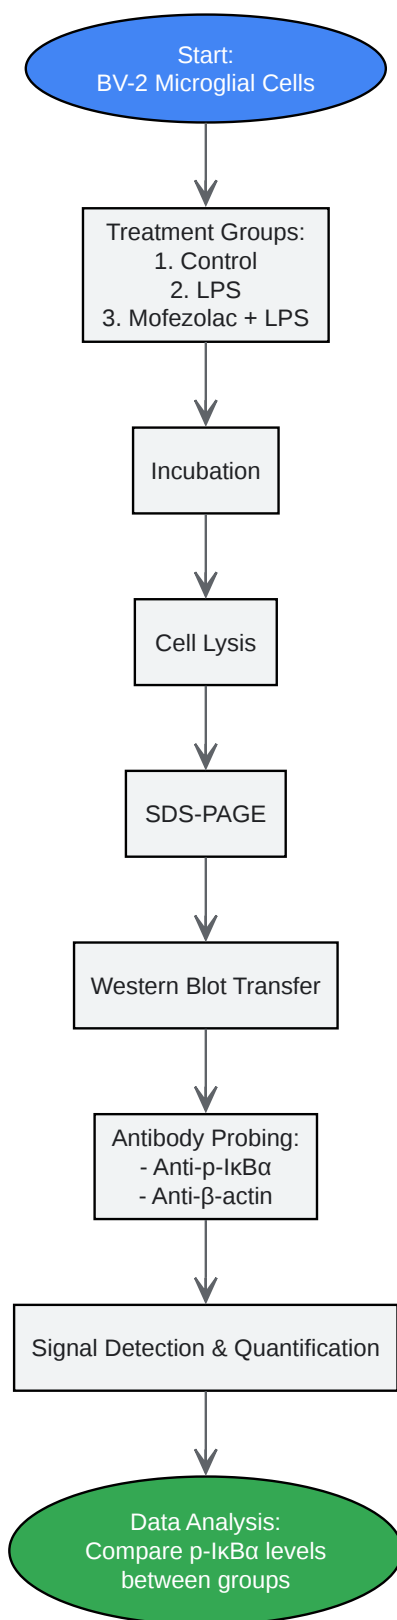 Start:
BV-2 Microglial Cells
Treatment Groups:
1. Control
2. LPS
3. Mofezolac + LPS
Incubation
Cell Lysis
SDS-PAGE
Western Blot Transfer
Antibody Probing:
- Anti-p-IκBα
- Anti-β-actin
Signal Detection & Quantification
Data Analysis:
Compare p-IκBα levels
between groups